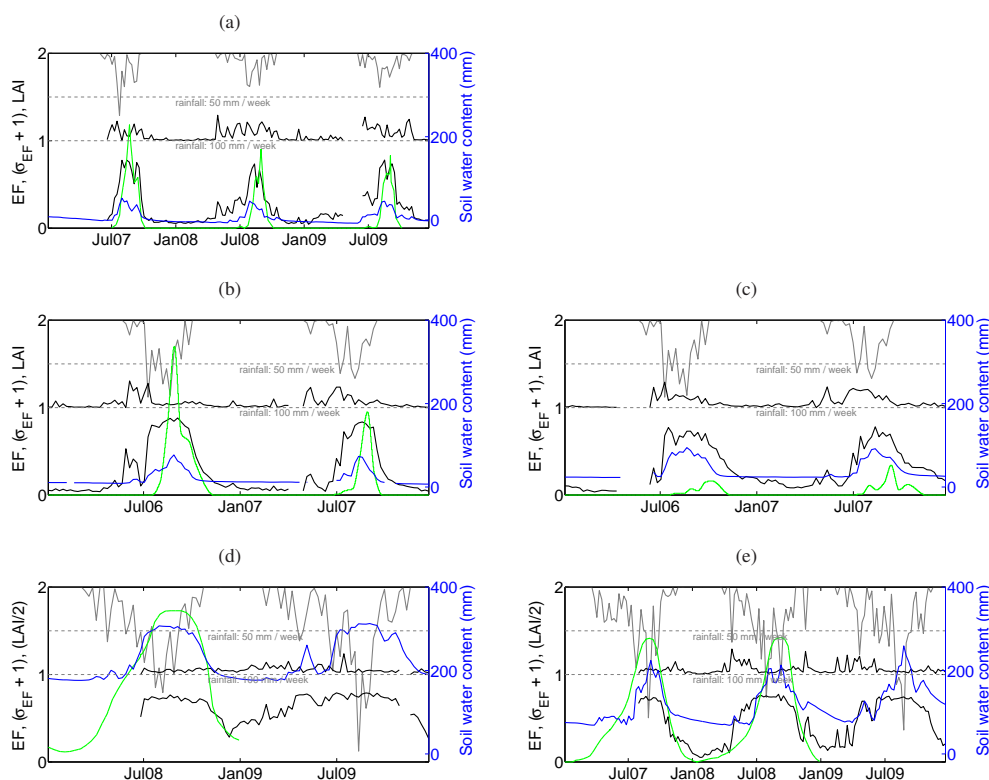 (a)
2
1
0
EF, (σEF + 1), LAI
400
200
0
Soil water content (mm)
rainfall: 50 mm / week
rainfall: 100 mm / week
Jul07 Jan08 Jul08 Jan09 Jul09
(b)
2
1
0
EF, (σEF + 1), LAI
400
200
0
Soil water content (mm)
rainfall: 50 mm / week
rainfall: 100 mm / week
Jul06 Jan07 Jul07
(c)
2
1
0
EF, (σEF + 1), LAI
400
200
0
Soil water content (mm)
rainfall: 50 mm / week
rainfall: 100 mm / week
Jul06 Jan07 Jul07
(d)
2
1
0
EF, (σEF + 1), (LAI/2)
400
200
0
Soil water content (mm)
rainfall: 50 mm / week
rainfall: 100 mm / week
Jul08 Jan09 Jul09
(e)
2
1
0
EF, (σEF + 1), (LAI/2)
400
200
0
Soil water content (mm)
rainfall: 50 mm / week
rainfall: 100 mm / week
Jul07 Jan08 Jul08 Jan09 Jul09